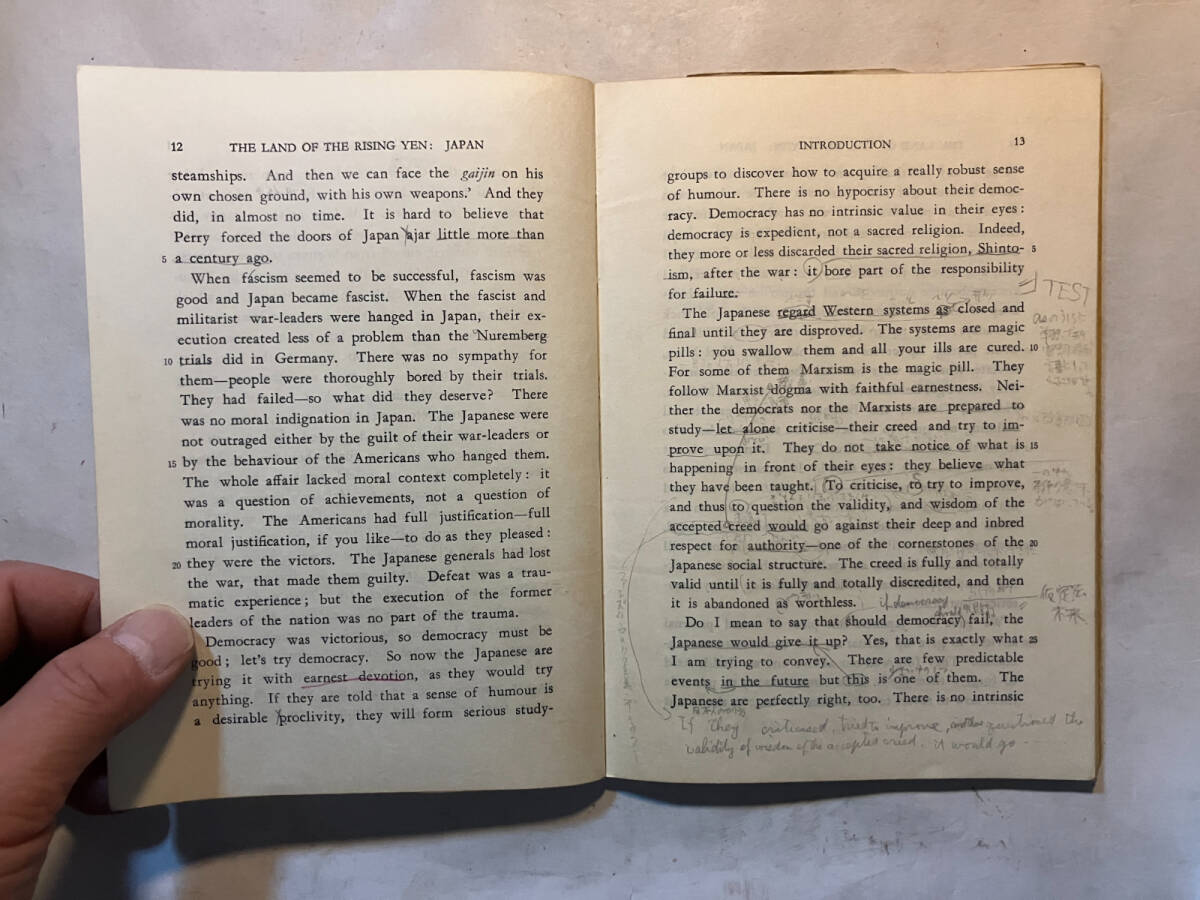 12 THE LAND OF THE RISING YEN: JAPAN
steamships. And then we can face the gaijin on his
own chosen ground, with his own weapons.' And they
did, in almost no time. It is hard to believe that
Perry forced the doors of Japan ajar little more than
5 a century ago.
When fascism seemed to be successful, fascism was
good and Japan became fascist. When the fascist and
militarist war-leaders were hanged in Japan, their ex-
ecution created less of a problem than the Nuremberg
10 trials did in Germany. There was no sympathy for
them—people were thoroughly bored by their trials.
They had failed—so what did they deserve? There
was no moral indignation in Japan. The Japanese were
not outraged either by the guilt of their war-leaders or
15 by the behaviour of the Americans who hanged them.
The whole affair lacked moral context completely: it
was a question of achievements, not a question of
morality. The Americans had full justification—full
moral justification, if you like—to do as they pleased:
20 they were the victors. The Japanese generals had lost
the war, that made them guilty. Defeat was a trau-
matic experience; but the execution of the former
leaders of the nation was no part of the trauma.
Democracy was victorious, so democracy must be
good; let's try democracy. So now the Japanese are
trying it with earnest devotion, as they would try
anything. If they are told that a sense of humour is
a desirable proclivity, they will form serious study-
INTRODUCTION 13
groups to discover how to acquire a really robust sense
of humour. There is no hypocrisy about their democ-
racy. Democracy has no intrinsic value in their eyes:
democracy is expedient, not a sacred religion. Indeed,
they more or less discarded their sacred religion, Shinto- 5
ism, after the war: it bore part of the responsibility
for failure.
TEST
The Japanese regard Western systems as closed and
final until they are disproved. The systems are magic
pills: you swallow them and all your ills are cured. 10
For some of them Marxism is the magic pill. They
follow Marxist dogma with faithful earnestness. Nei-
ther the democrats nor the Marxists are prepared to
study—let alone criticise—their creed and try to im-
prove upon it. They do not take notice of what is 15
happening in front of their eyes: they believe what
they have been taught. To criticise, to try to improve,
and thus to question the validity, and wisdom of the
accepted creed would go against their deep and inbred
respect for authority—one of the cornerstones of the 20
Japanese social structure. The creed is fully and totally
valid until it is fully and totally discredited, and then
it is abandoned as worthless.
if democracy
Do I mean to say that should democracy fail, the
Japanese would give it up? Yes, that is exactly what 25
I am trying to convey. There are few predictable
events in the future but this is one of them. The
Japanese are perfectly right, too. There is no intrinsic
If they criticised, tried to improve, questioned the
validity of wisdom of the accepted creed. it would go